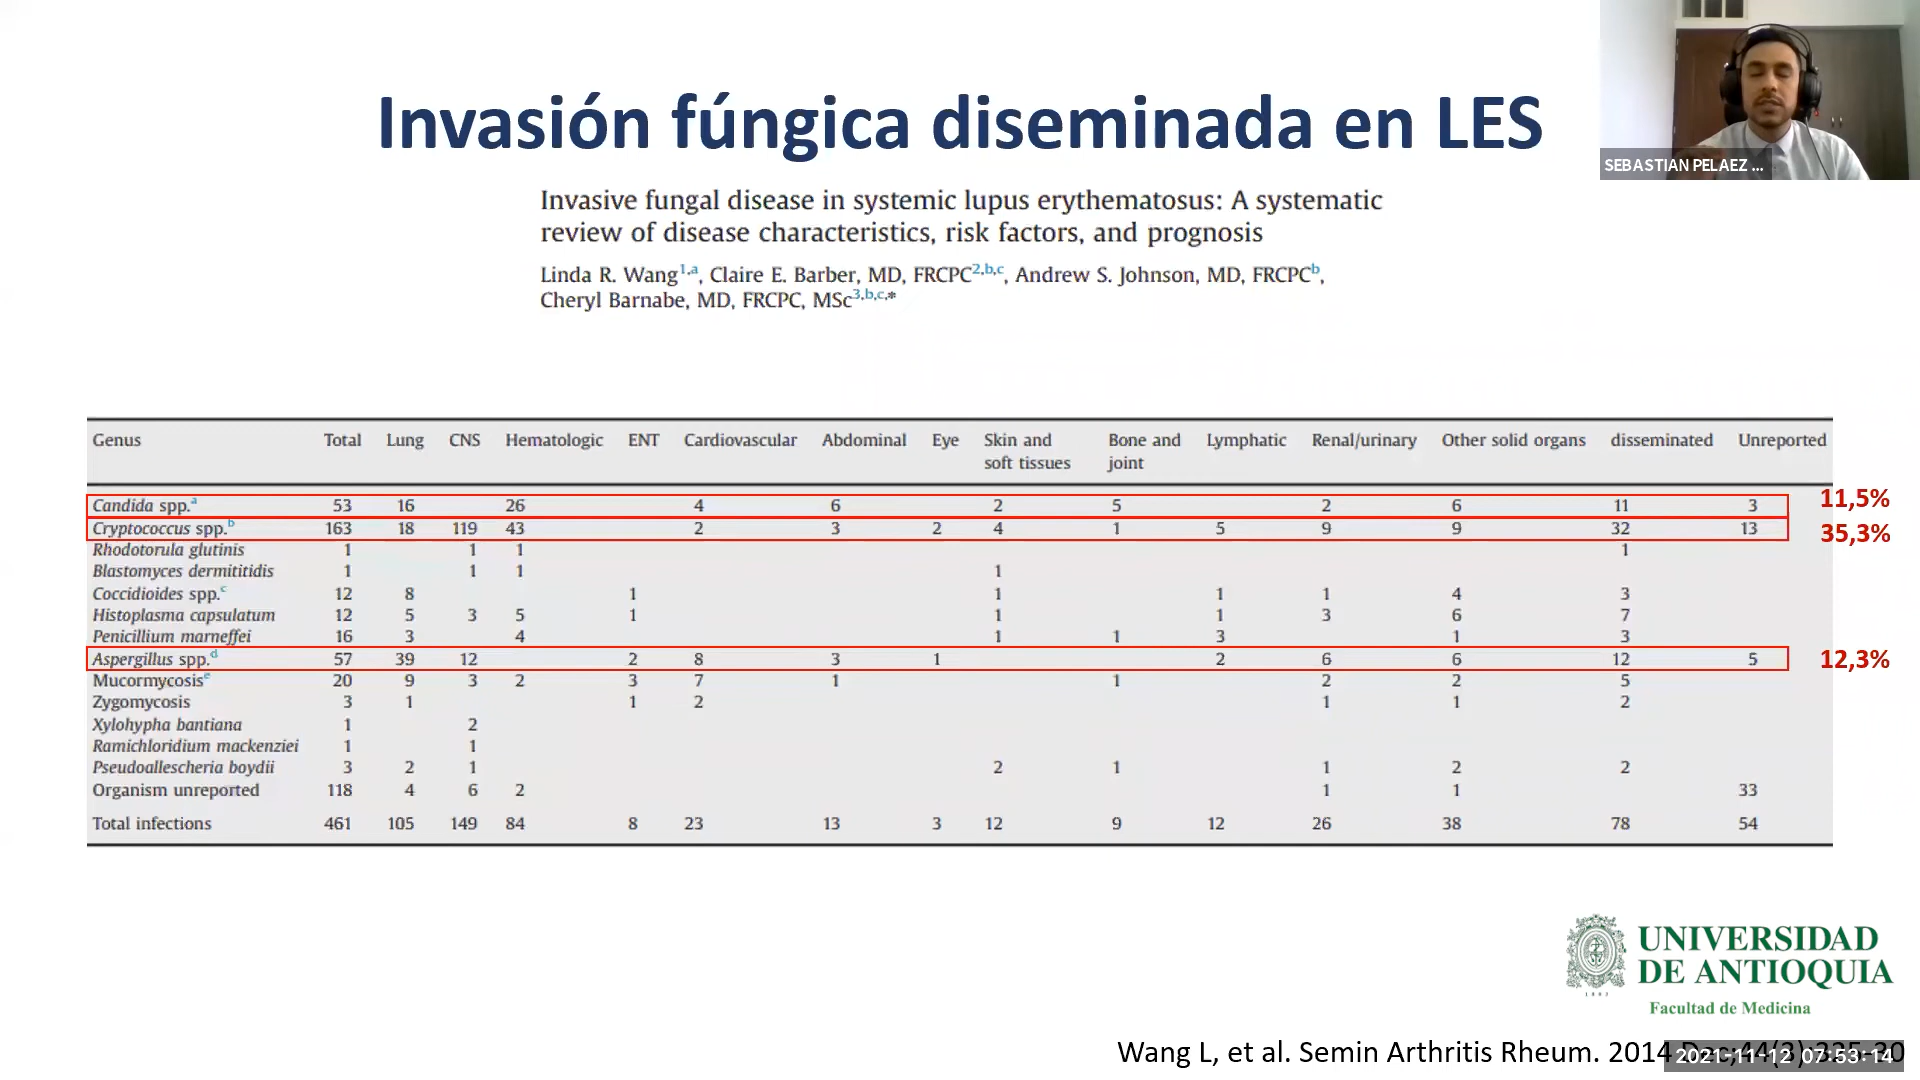 Invasión fúngica diseminada en LES
SEBASTIAN PELAEZ ...
Invasive fungal disease in systemic lupus erythematosus: A systematic
review of disease characteristics, risk factors, and prognosis
Linda R. Wang1,a, Claire E. Barber, MD, FRCPC2,b,c, Andrew S. Johnson, MD, FRCPCb,
Cheryl Barnabe, MD, FRCPC, MSc3,b,c,*
Genus Total Lung CNS Hematologic ENT Cardiovascular Abdominal Eye Skin and Bone and Lymphatic Renal/urinary Other solid organs disseminated Unreported
soft tissues joint
Candida spp.a 53 16 26 4 6 2 5 2 6 11 3 11,5%
Cryptococcus spp.b 163 18 119 43 2 3 2 4 1 5 9 9 32 13 35,3%
Rhodotorula glutinis 1 1 1 1
Blastomyces dermititidis 1 1 1 1
Coccidioides spp.c 12 8 1 1 1 1 4 3
Histoplasma capsulatum 12 5 3 5 1 1 1 3 6 7
Penicillium marneffei 16 3 4 1 1 3 1 3
Aspergillus spp.d 57 39 12 2 8 3 1 2 6 6 12 5 12,3%
Mucormycosise 20 9 3 2 3 7 1 1 2 2 5
Zygomycosis 3 1 1 2 1 1 2
Xylohypha bantiana 1 2
Ramichloridium mackenziei 1 1
Pseudoallescheria boydii 3 2 1 2 1 1 2 2
Organism unreported 118 4 6 2 1 1 33
Total infections 461 105 149 84 8 23 13 3 12 9 12 26 38 78 54
UNIVERSIDAD
DE ANTIOQUIA
1803
Facultad de Medicina
Wang L, et al. Semin Arthritis Rheum. 2014 Dec;44(3):325-30
2021-11-12 07:53:14